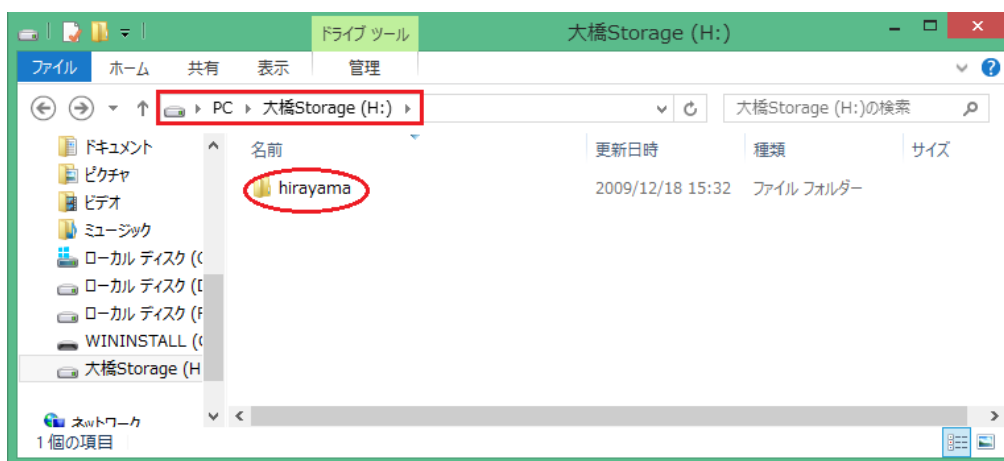 ドライブ ツール 大橋Storage (H:)
ファイル ホーム 共有 表示 管理
PC 大橋Storage (H:) 大橋Storage (H:)の検索
ドキュメント
ピクチャ
ビデオ
ミュージック
ローカル ディスク (C
ローカル ディスク (D
ローカル ディスク (F
WININSTALL (G
大橋Storage (H
ネットワーク
名前 更新日時 種類 サイズ
hirayama 2009/12/18 15:32 ファイル フォルダー
1 個の項目